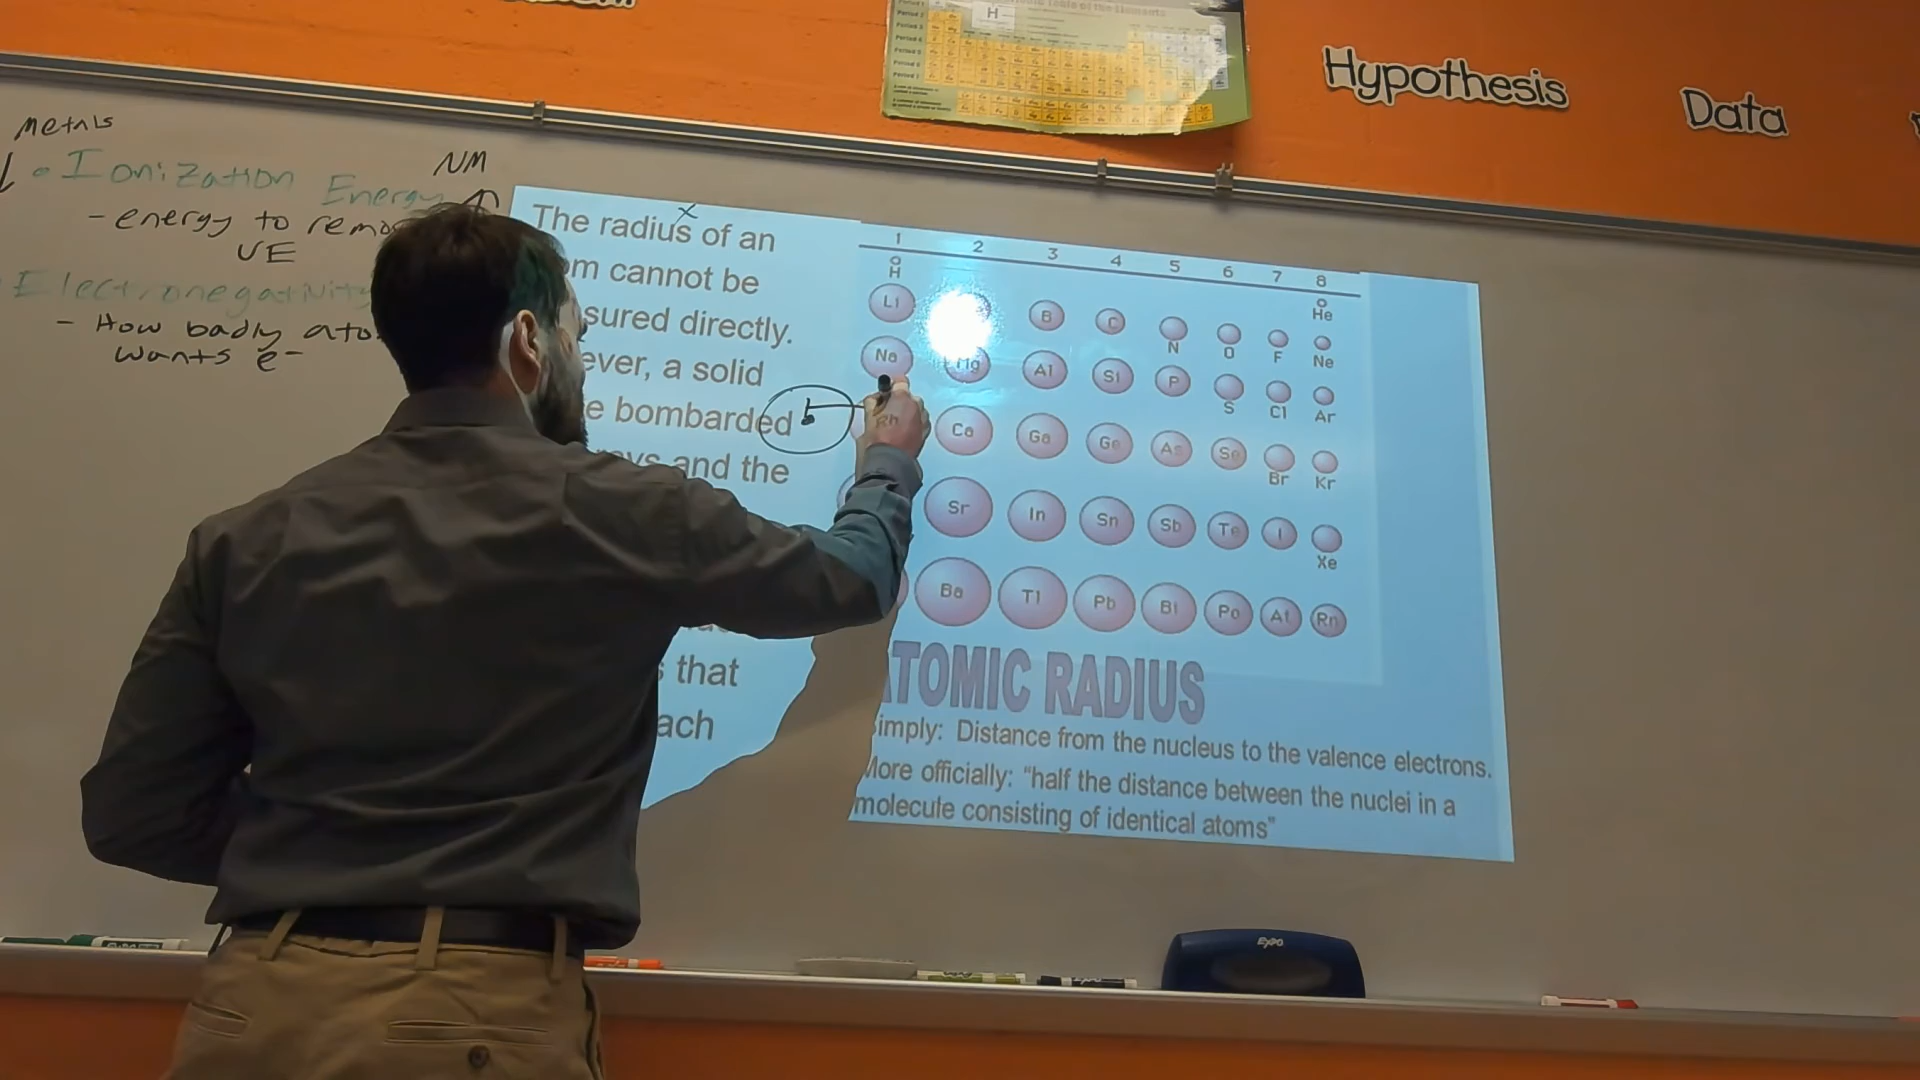 Hypothesis
Data
H
Metals
Ionization Energy
NM
- energy to remo
VE
Electronegativity
- How badly ato
wants e-
The radius of an
m cannot be
sured directly.
ever, a solid
e bombarded
and the
that
ach
1 2 3 4 5 6 7 8
H He
Li B C N O F Ne
Na Mg Al Si P S Cl Ar
Rb Ca Ga Ge As Se Br Kr
Sr In Sn Sb Te I Xe
Ba Tl Pb Bi Po At Rn
ATOMIC RADIUS
imply: Distance from the nucleus to the valence electrons.
More officially: "half the distance between the nuclei in a
molecule consisting of identical atoms"
EXPO